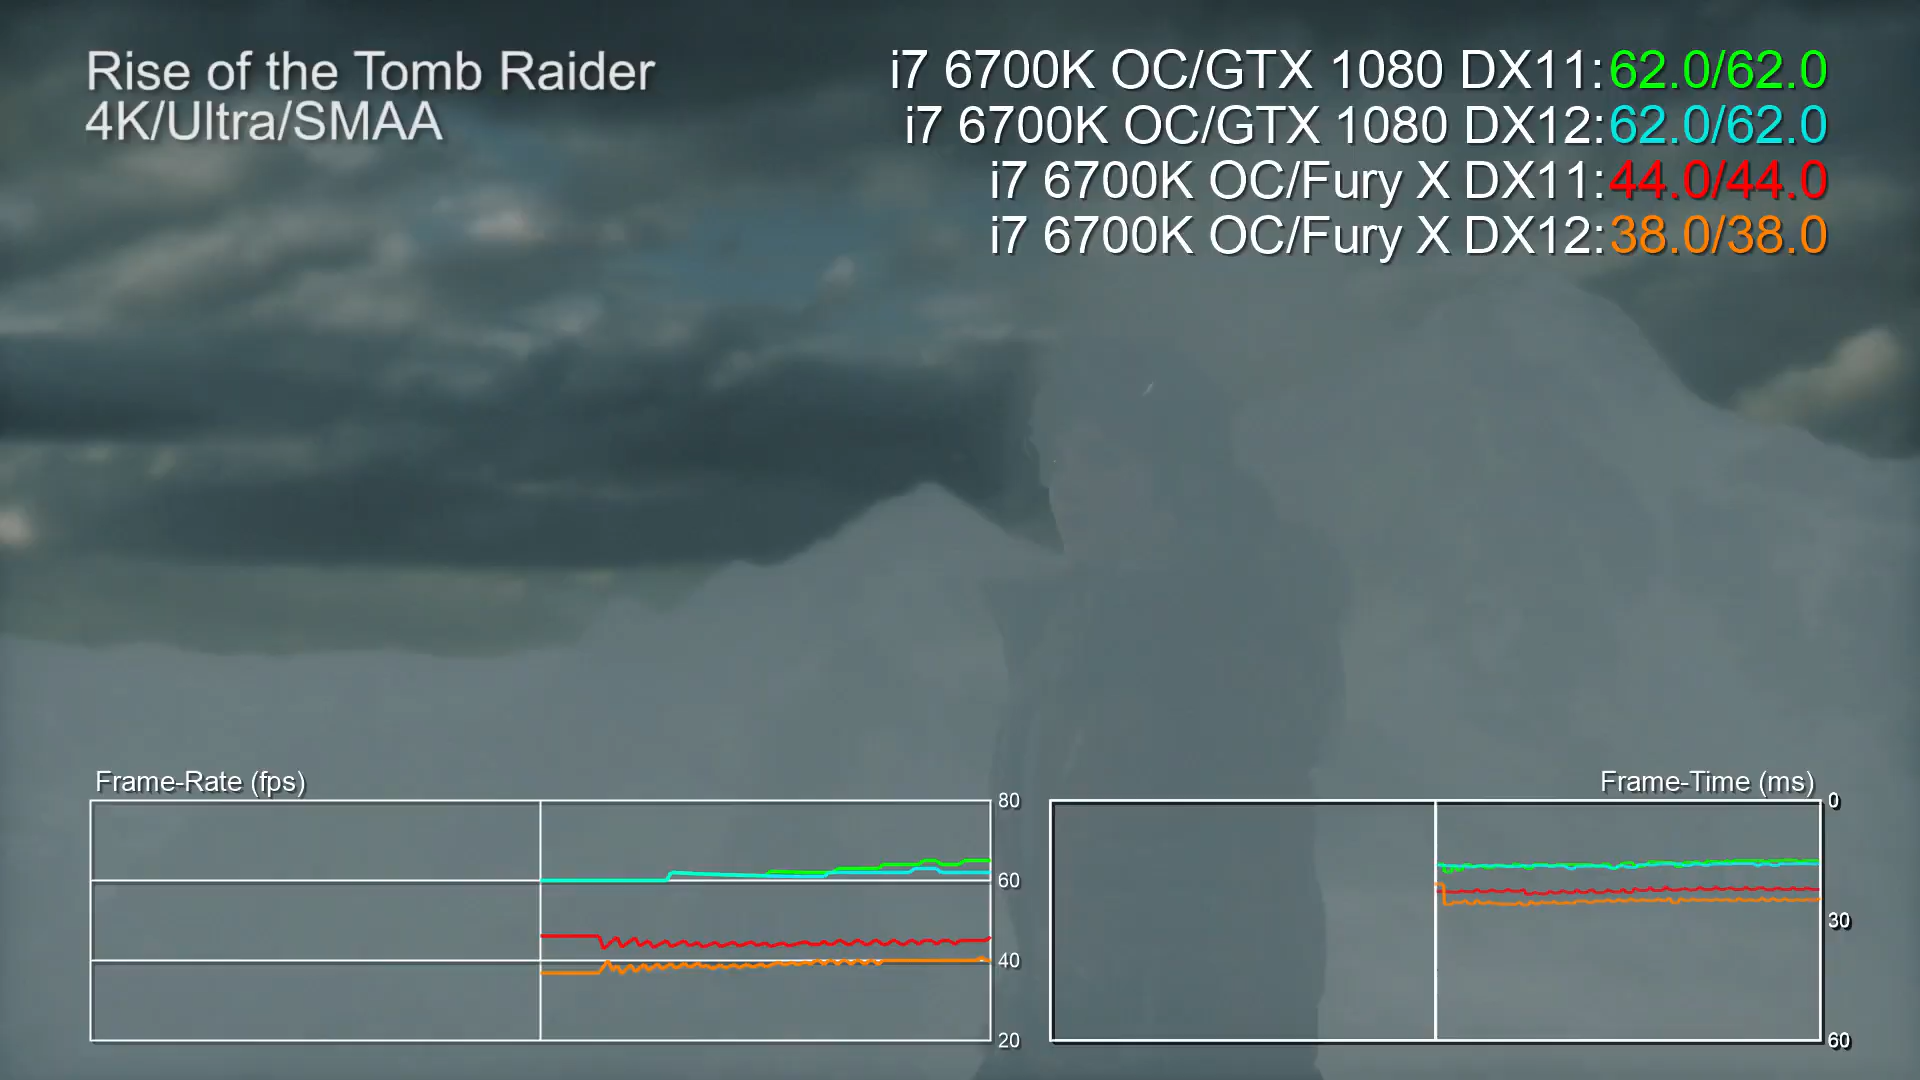 Rise of the Tomb Raider
4K/Ultra/SMAA
i7 6700K OC/GTX 1080 DX11:62.0/62.0
i7 6700K OC/GTX 1080 DX12:62.0/62.0
i7 6700K OC/Fury X DX11:44.0/44.0
i7 6700K OC/Fury X DX12:38.0/38.0
Frame-Rate (fps)
80
60
40
20
Frame-Time (ms)
0
30
60